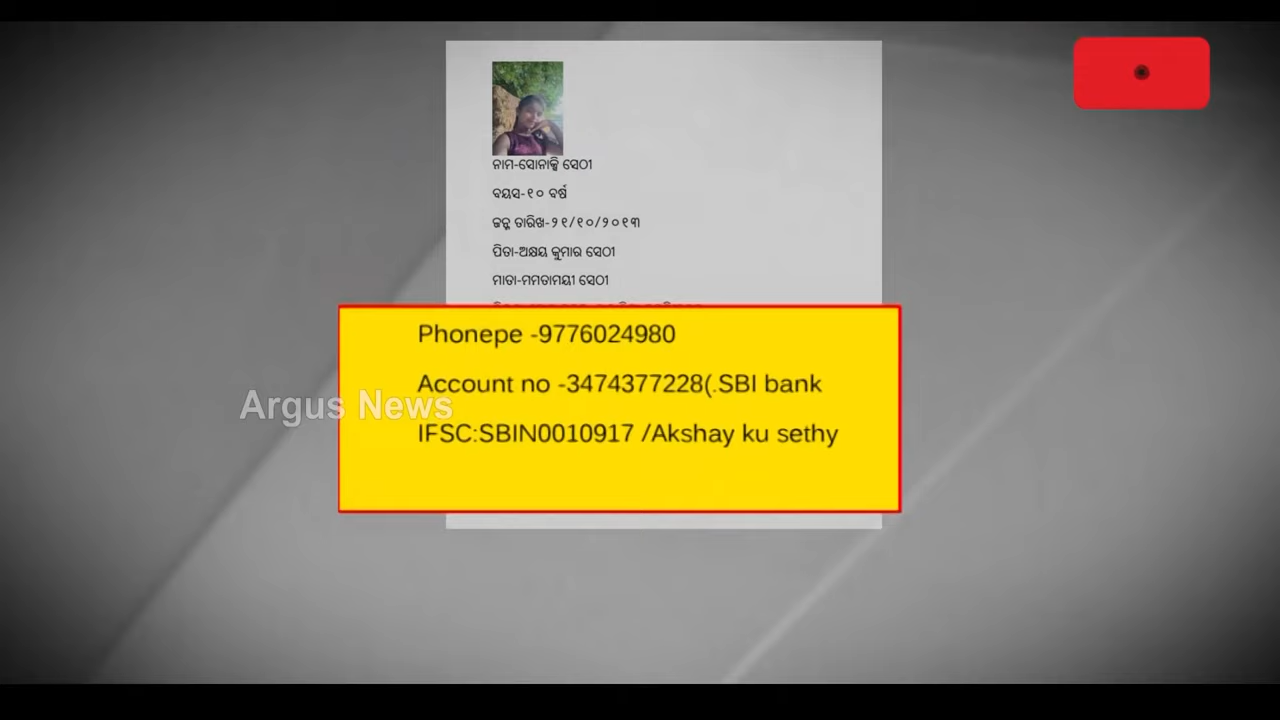 ନାମ-ସୋନାକ୍ଷି ସେଠୀ
ବୟସ-୧୦ ବର୍ଷ
ଜନ୍ମ ତାରିଖ-୨୧/୧୦/୨୦୧୩
ପିତା-ଅକ୍ଷୟ କୁମାର ସେଠୀ
ମାତା-ମମତାମୟୀ ସେଠୀ
Phonepe -9776024980
Account no -3474377228(.SBI bank
Argus News
IFSC:SBIN0010917 /Akshay ku sethy